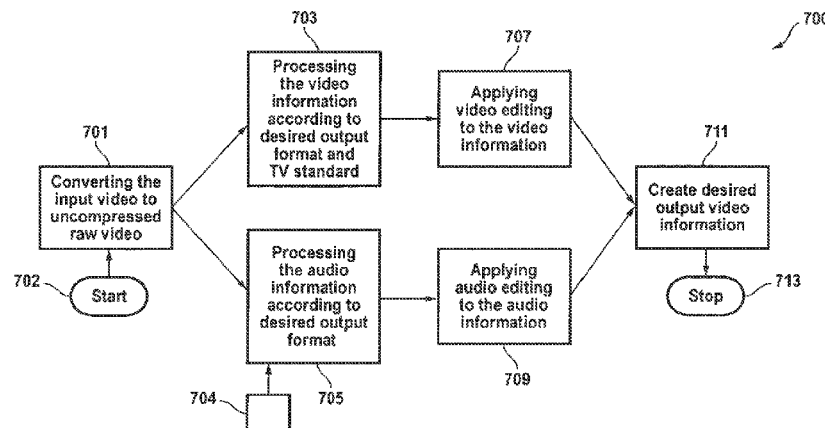 700
703
Processing
the video
information
according to
desired output
format and
TV standard
707
Applying
video editing
to the video
information
701
Converting the
input video to
uncompressed
raw video
711
Create desired
output video
information
702
Start
Processing
the audio
information
according to
desired output
format
705
Applying
audio editing
to the audio
information
709
Stop
713
704